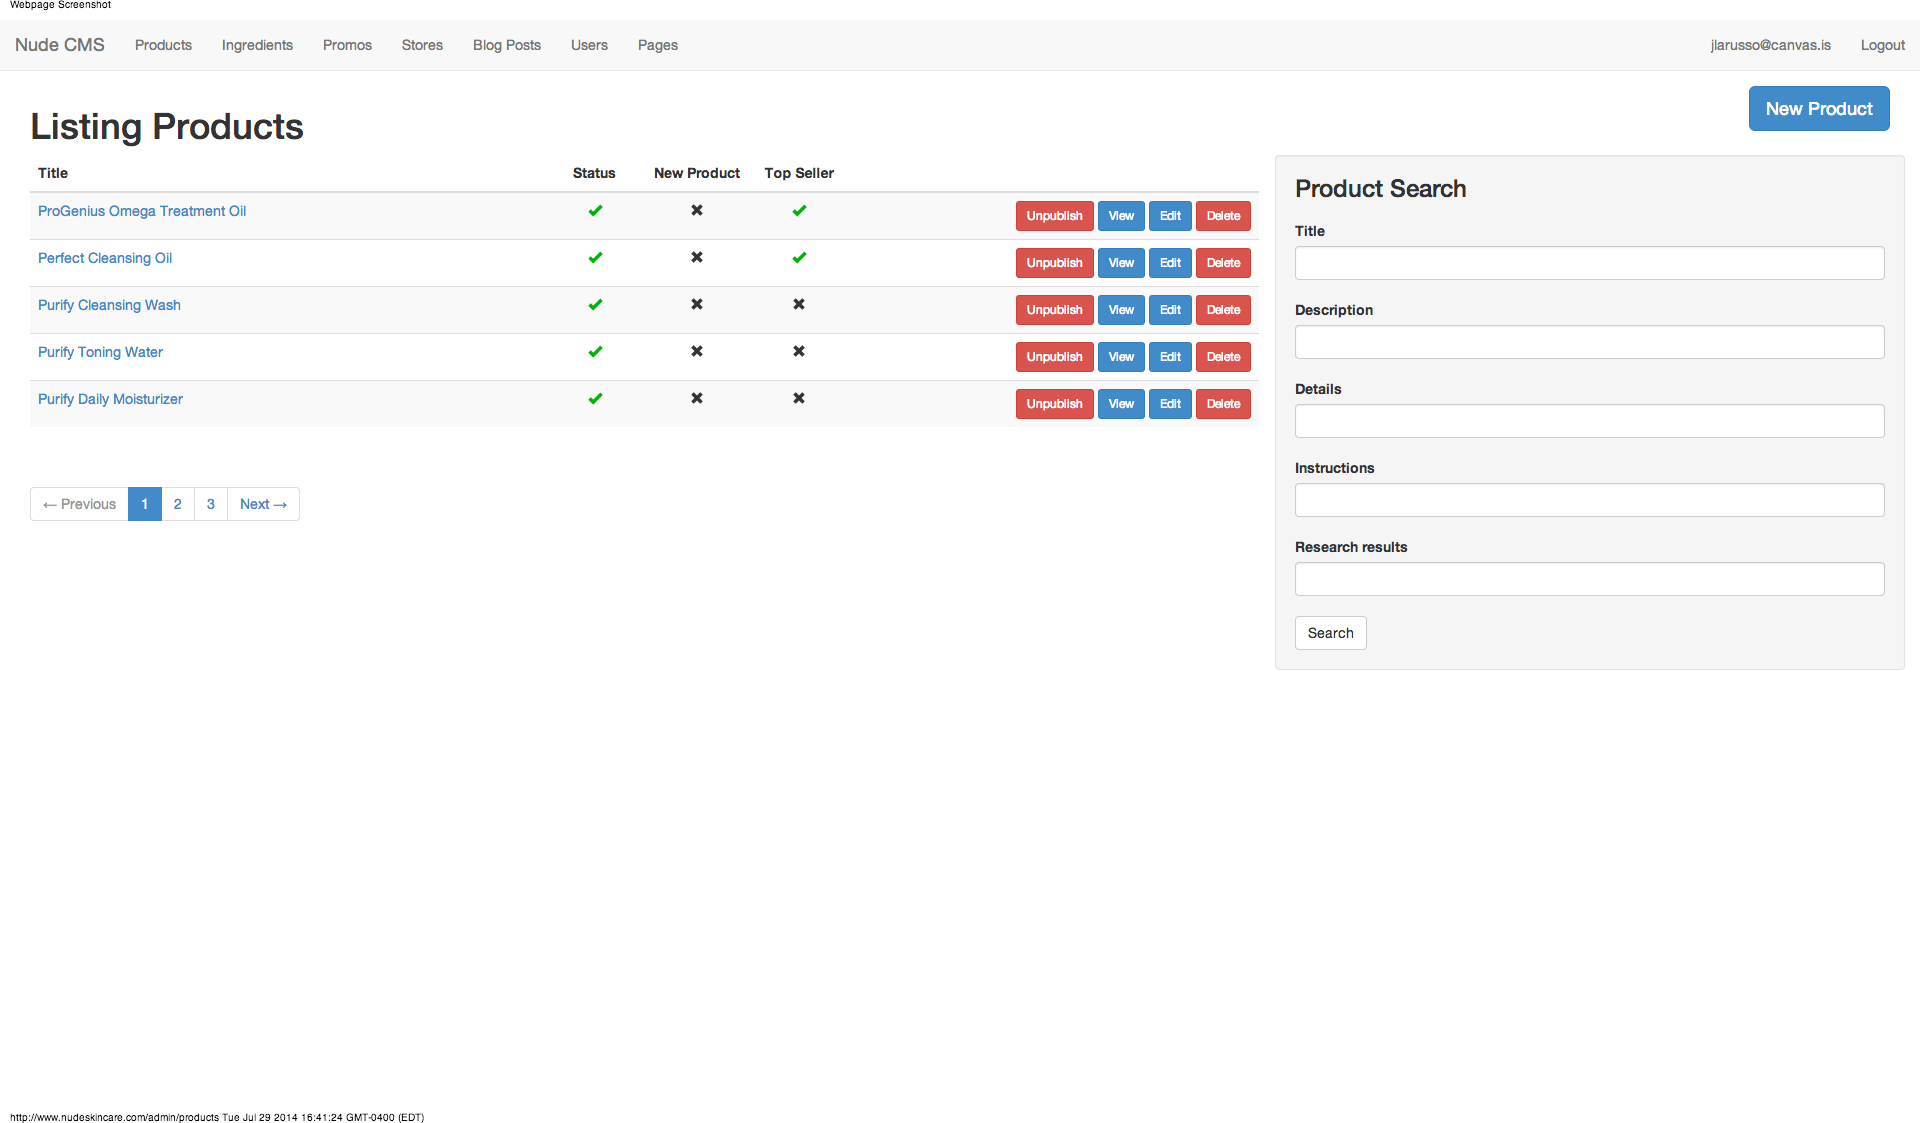 Webpage Screenshot
Nude CMS Products Ingredients Promos Stores Blog Posts Users Pages jlarusso@canvas.is Logout
New Product
Listing Products
Title Status New Product Top Seller
ProGenius Omega Treatment Oil Unpublish View Edit Delete
Perfect Cleansing Oil Unpublish View Edit Delete
Purify Cleansing Wash Unpublish View Edit Delete
Purify Toning Water Unpublish View Edit Delete
Purify Daily Moisturizer Unpublish View Edit Delete
← Previous 1 2 3 Next →
Product Search
Title
Description
Details
Instructions
Research results
Search
http://www.nudeskincare.com/admin/products Tue Jul 29 2014 16:41:24 GMT-0400 (EDT)